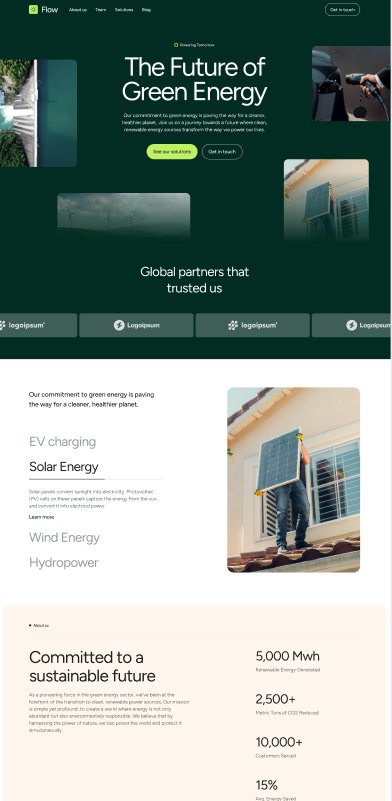 Flow
About us
Team
Solutions
Blog
Get in touch
Powering Tomorrow
The Future of
Green Energy
Our commitment to green energy is paving the way for a cleaner,
healthier planet. Join us on a journey towards a future where clean,
renewable energy sources transform the way we power our lives.
See our solutions
Get in touch
Global partners that
trusted us
logoipsum
Logoipsum
logoipsum
Logoipsum
Our commitment to green energy is paving
the way for a cleaner, healthier planet.
EV charging
Solar Energy
Solar panels convert sunlight into electricity. Photovoltaic
(PV) cells on these panels capture the energy from the sun
and convert it into electrical power.
Learn more
Wind Energy
Hydropower
About us
Committed to a
sustainable future
As a pioneering force in the green energy sector, we've been at the
forefront of the transition to clean, renewable power sources. Our mission
is simple yet profound: to create a world where energy is not only
abundant but also environmentally responsible. We believe that by
harnessing the power of nature, we can power the world and protect it
simultaneously.
5,000 Mwh
Renewable Energy Generated
2,500+
Metric Tons of CO2 Reduced
10,000+
Customers Served
15%
Avg. Energy Saved